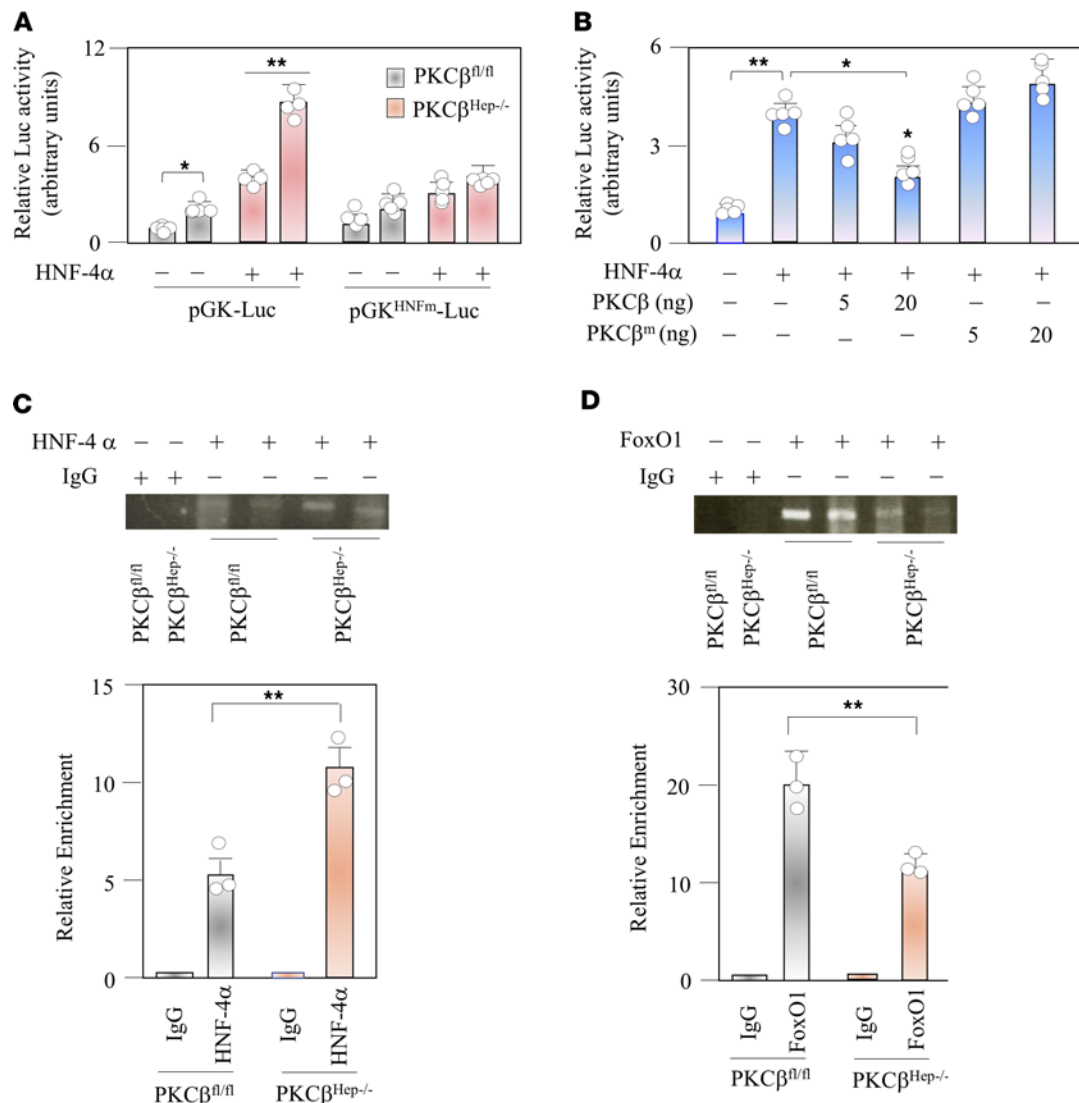 A
Relative Luc activity
(arbitrary units)
12
6
0
*
**
PKCβfl/fl
PKCβHep-/-
HNF-4α − − + + − − + +
pGK-Luc pGKHNFm-Luc
B
Relative Luc activity
(arbitrary units)
6
3
0
**
*
*
HNF-4α − + + + + +
PKCβ (ng) − − 5 20 − −
PKCβm (ng) − − − − 5 20
C
HNF-4 α − − + + + +
IgG + + − − − −
PKCβfl/fl
PKCβHep-/-
PKCβfl/fl
PKCβHep-/-
Relative Enrichment
15
10
5
0
**
IgG
HNF-4α
IgG
HNF-4α
PKCβfl/fl PKCβHep-/-
D
FoxO1 − − + + + +
IgG + + − − − −
PKCβfl/fl
PKCβHep-/-
PKCβfl/fl
PKCβHep-/-
Relative Enrichment
30
20
10
0
**
IgG
FoxO1
IgG
FoxO1
PKCβfl/fl PKCβHep-/-